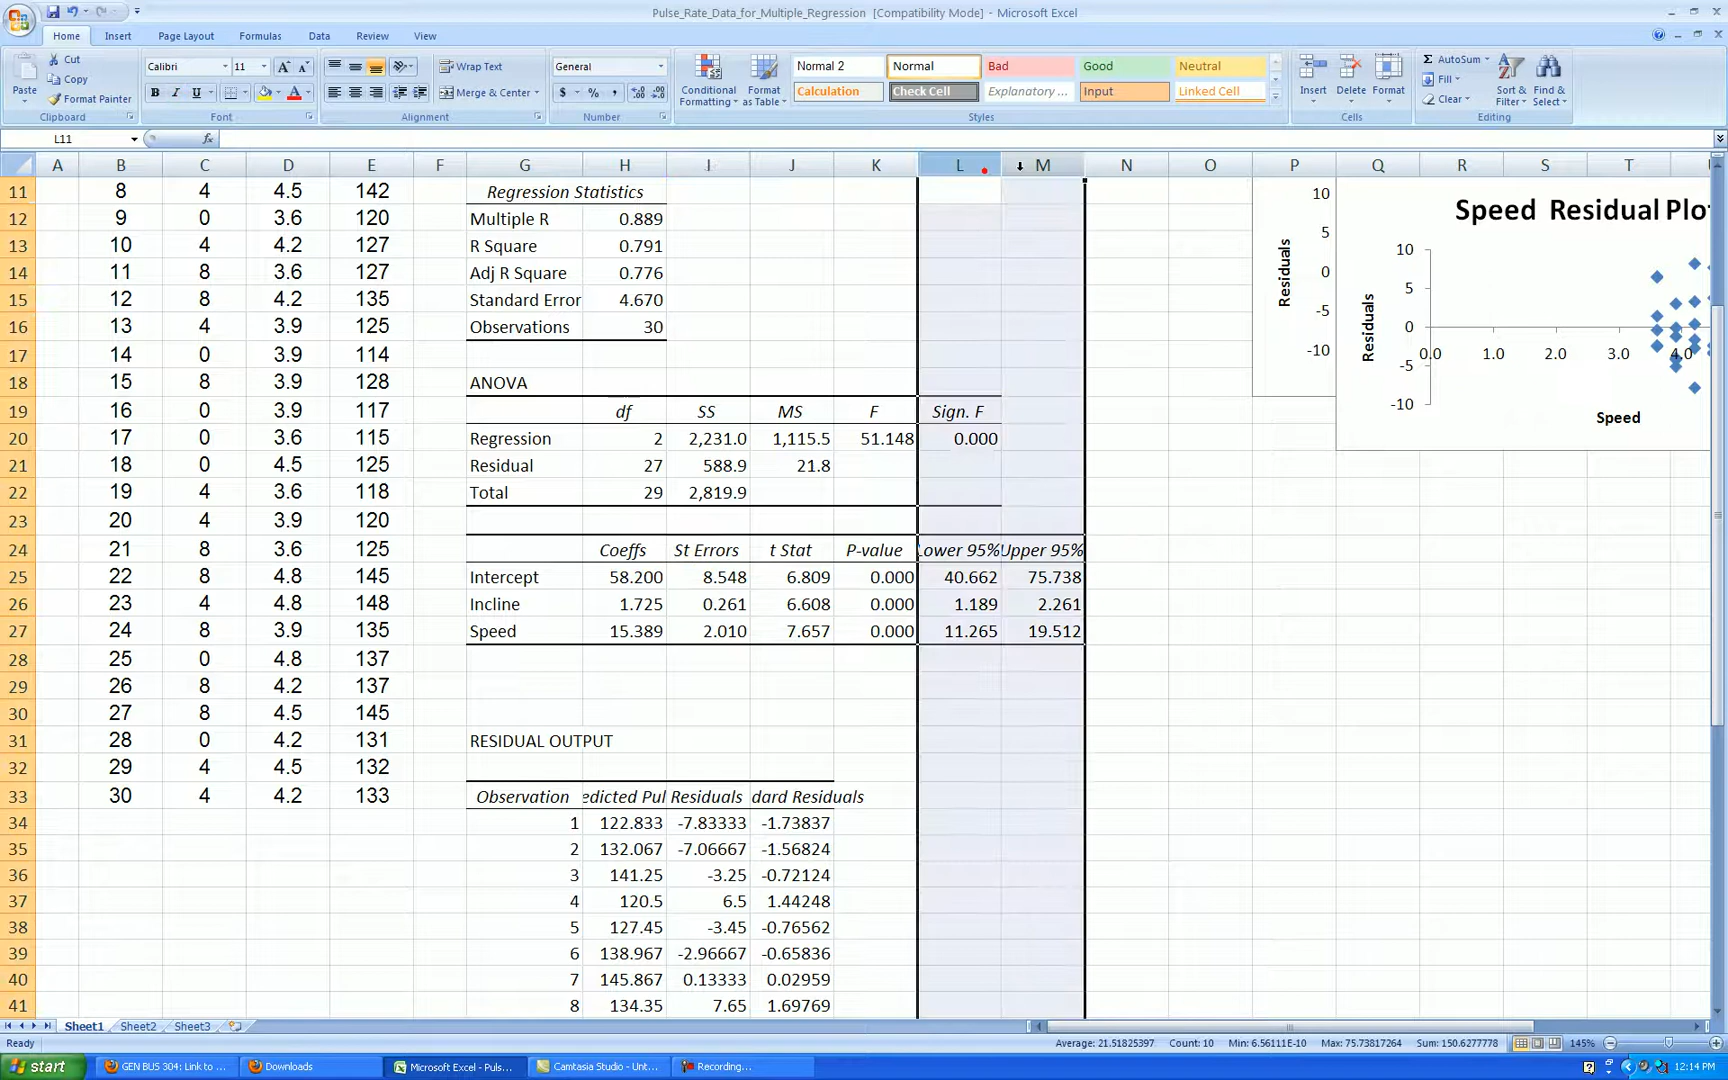 Pulse_Rate_Data_for_Multiple_Regression [Compatibility Mode] - Microsoft Excel
Home Insert Page Layout Formulas Data Review View
Paste Cut Copy Format Painter Clipboard
Calibri 11 A A B I U A Font
Wrap Text Merge & Center Alignment
General $ % , Number
Conditional Formatting Format as Table
Normal 2 Normal Bad Good Neutral
Calculation Check Cell Explanatory ... Input Linked Cell
Styles
Insert Delete Format Cells
Σ AutoSum Fill Clear Sort & Filter Find & Select Editing
L11 fx
A B C D E F G H I J K L M N O P Q R S T
11 8 4 4.5 142 Regression Statistics
12 9 0 3.6 120 Multiple R 0.889
13 10 4 4.2 127 R Square 0.791
14 11 8 3.6 127 Adj R Square 0.776
15 12 8 4.2 135 Standard Error 4.670
16 13 4 3.9 125 Observations 30
17 14 0 3.9 114
18 15 8 3.9 128 ANOVA
19 16 0 3.9 117 df SS MS F Sign. F
20 17 0 3.6 115 Regression 2 2,231.0 1,115.5 51.148 0.000
21 18 0 4.5 125 Residual 27 588.9 21.8
22 19 4 3.6 118 Total 29 2,819.9
23 20 4 3.9 120
24 21 8 3.6 125 Coeffs St Errors t Stat P-value Lower 95% Upper 95%
25 22 8 4.8 145 Intercept 58.200 8.548 6.809 0.000 40.662 75.738
26 23 4 4.8 148 Incline 1.725 0.261 6.608 0.000 1.189 2.261
27 24 8 3.9 135 Speed 15.389 2.010 7.657 0.000 11.265 19.512
28 25 0 4.8 137
29 26 8 4.2 137
30 27 8 4.5 145
31 28 0 4.2 131 RESIDUAL OUTPUT
32 29 4 4.5 132
33 30 4 4.2 133 Observation edicted Pul Residuals dard Residuals
34 1 122.833 -7.83333 -1.73837
35 2 132.067 -7.06667 -1.56824
36 3 141.25 -3.25 -0.72124
37 4 120.5 6.5 1.44248
38 5 127.45 -3.45 -0.76562
39 6 138.967 -2.96667 -0.65836
40 7 145.867 0.13333 0.02959
41 8 134.35 7.65 1.69769
10
5
0
-5
-10
Residuals
Speed Residual Plo
10
5
0
-5
-10
Residuals
0.0 1.0 2.0 3.0 4.0
Speed
Sheet1 Sheet2 Sheet3
Ready Average: 21.51825397 Count: 10 Min: 6.56111E-10 Max: 75.73817264 Sum: 150.6277778 145%
start GEN BUS 304: Link to ... Downloads Microsoft Excel - Puls... Camtasia Studio - Unt... Recording... 12:14 PM